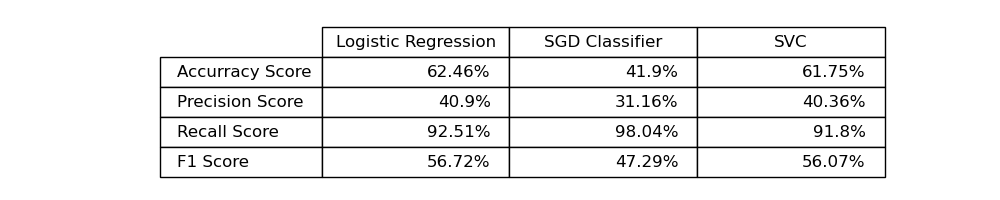 Logistic Regression SGD Classifier SVC
Accurracy Score 62.46% 41.9% 61.75%
Precision Score 40.9% 31.16% 40.36%
Recall Score 92.51% 98.04% 91.8%
F1 Score 56.72% 47.29% 56.07%